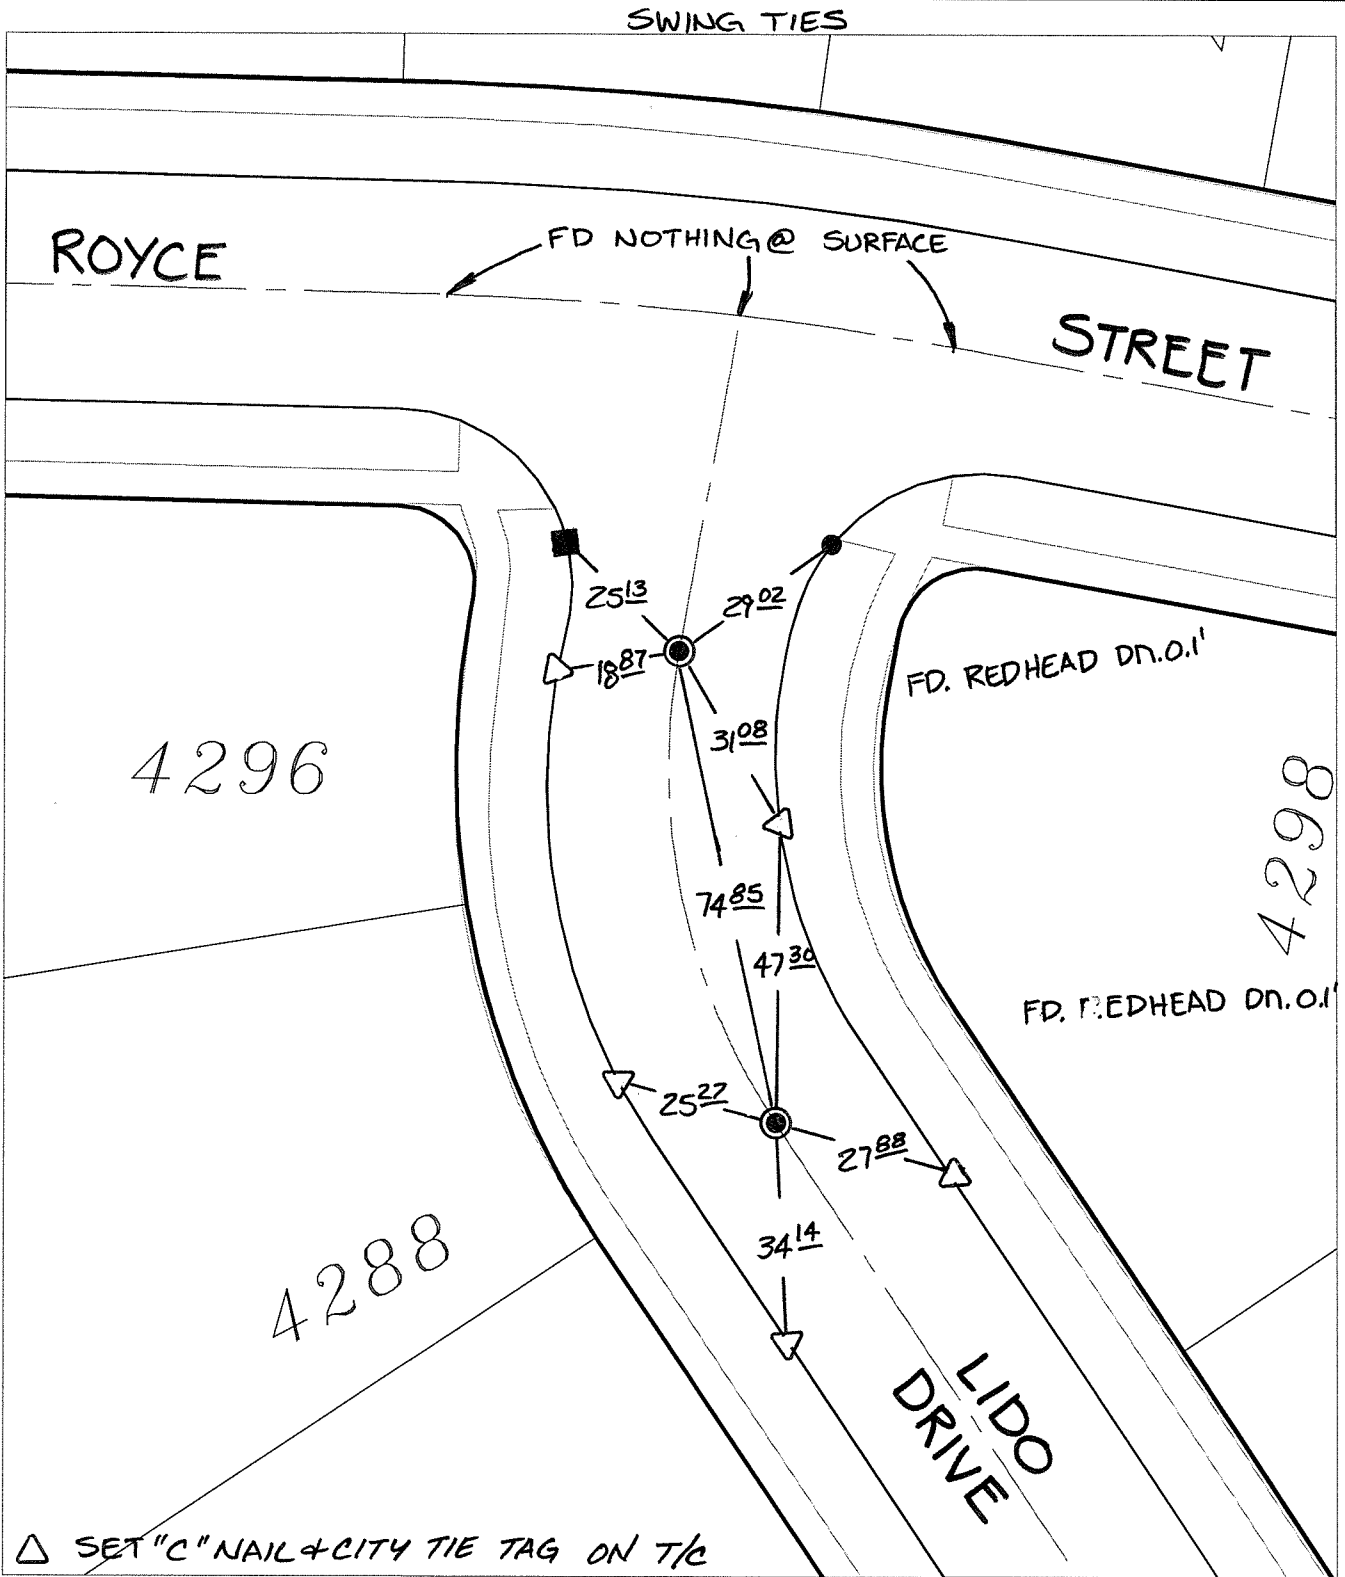 SWING TIES
FD NOTHING @ SURFACE
ROYCE
STREET
25 13
29 02
18 87
FD. REDHEAD Dn. 0.1'
31 08
4296
4298
74 85
47 30
FD. REDHEAD Dn. 0.1'
25 22
27 88
34 14
4288
LIDO
DRIVE
△ SET "C" NAIL & CITY TIE TAG ON T/C